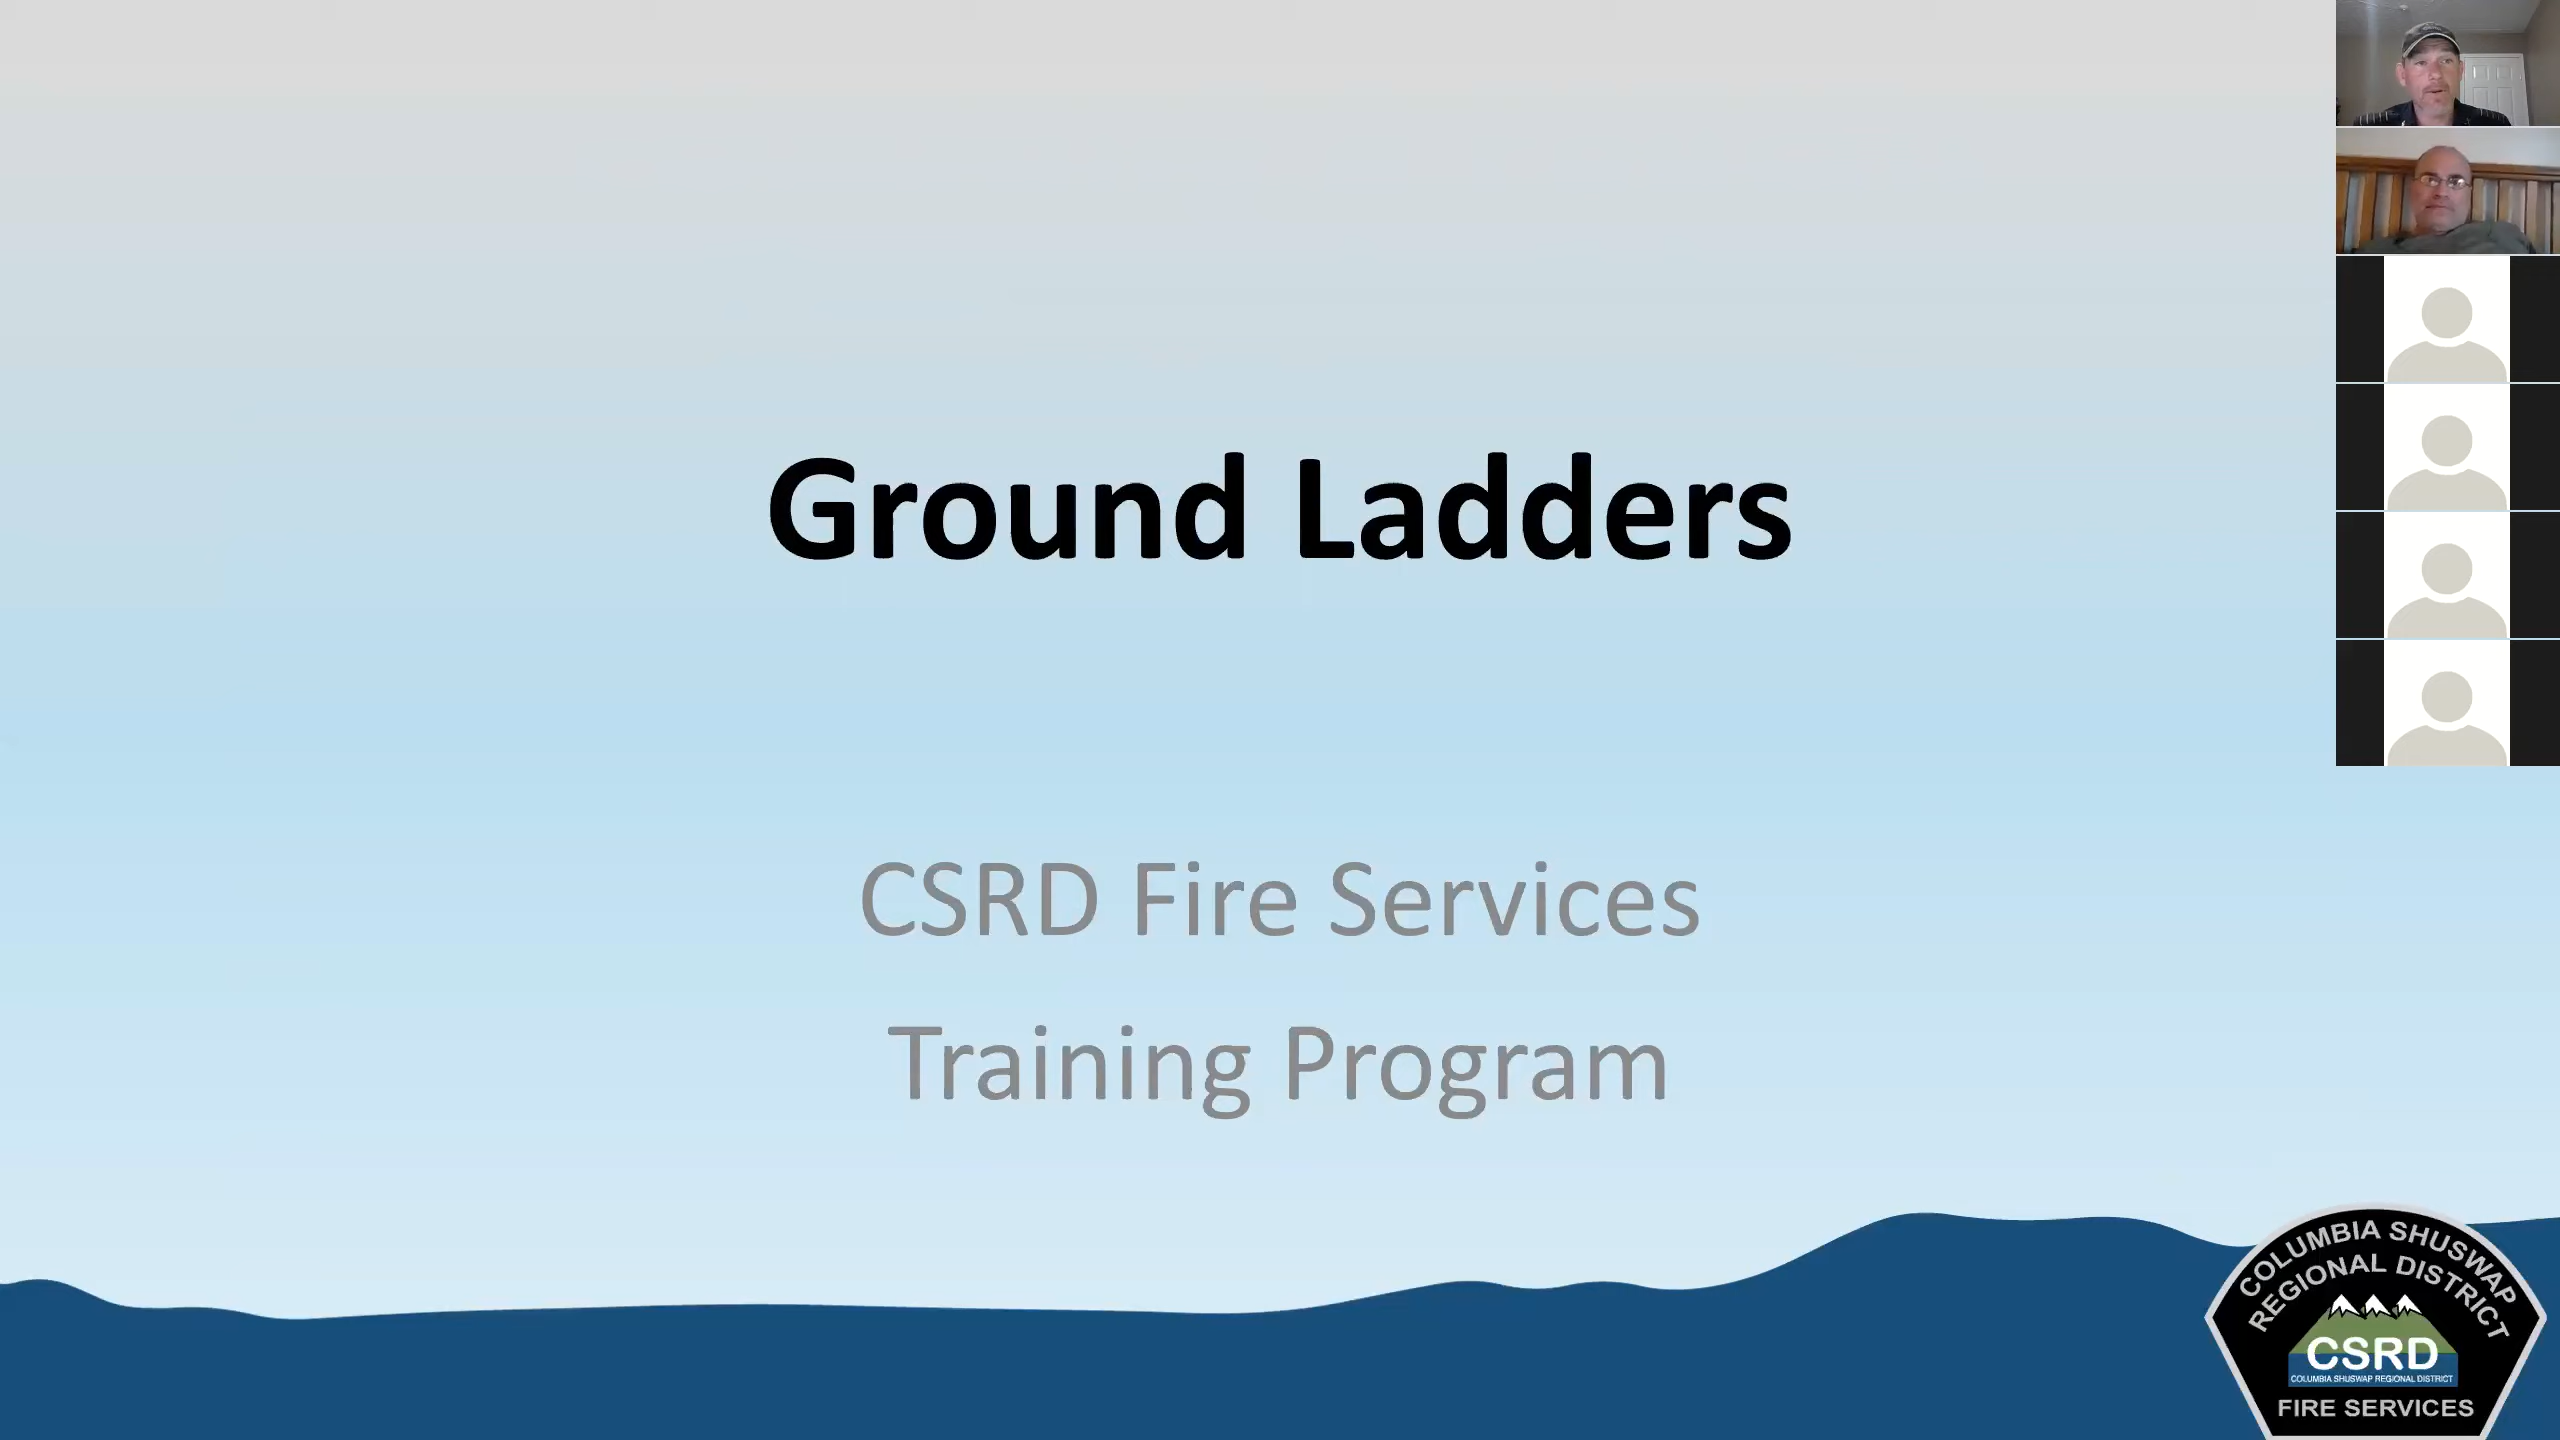 Ground Ladders
CSRD Fire Services
Training Program
COLUMBIA SHUSWAP
REGIONAL DISTRICT
CSRD
COLUMBIA SHUSWAP REGIONAL DISTRICT
FIRE SERVICES